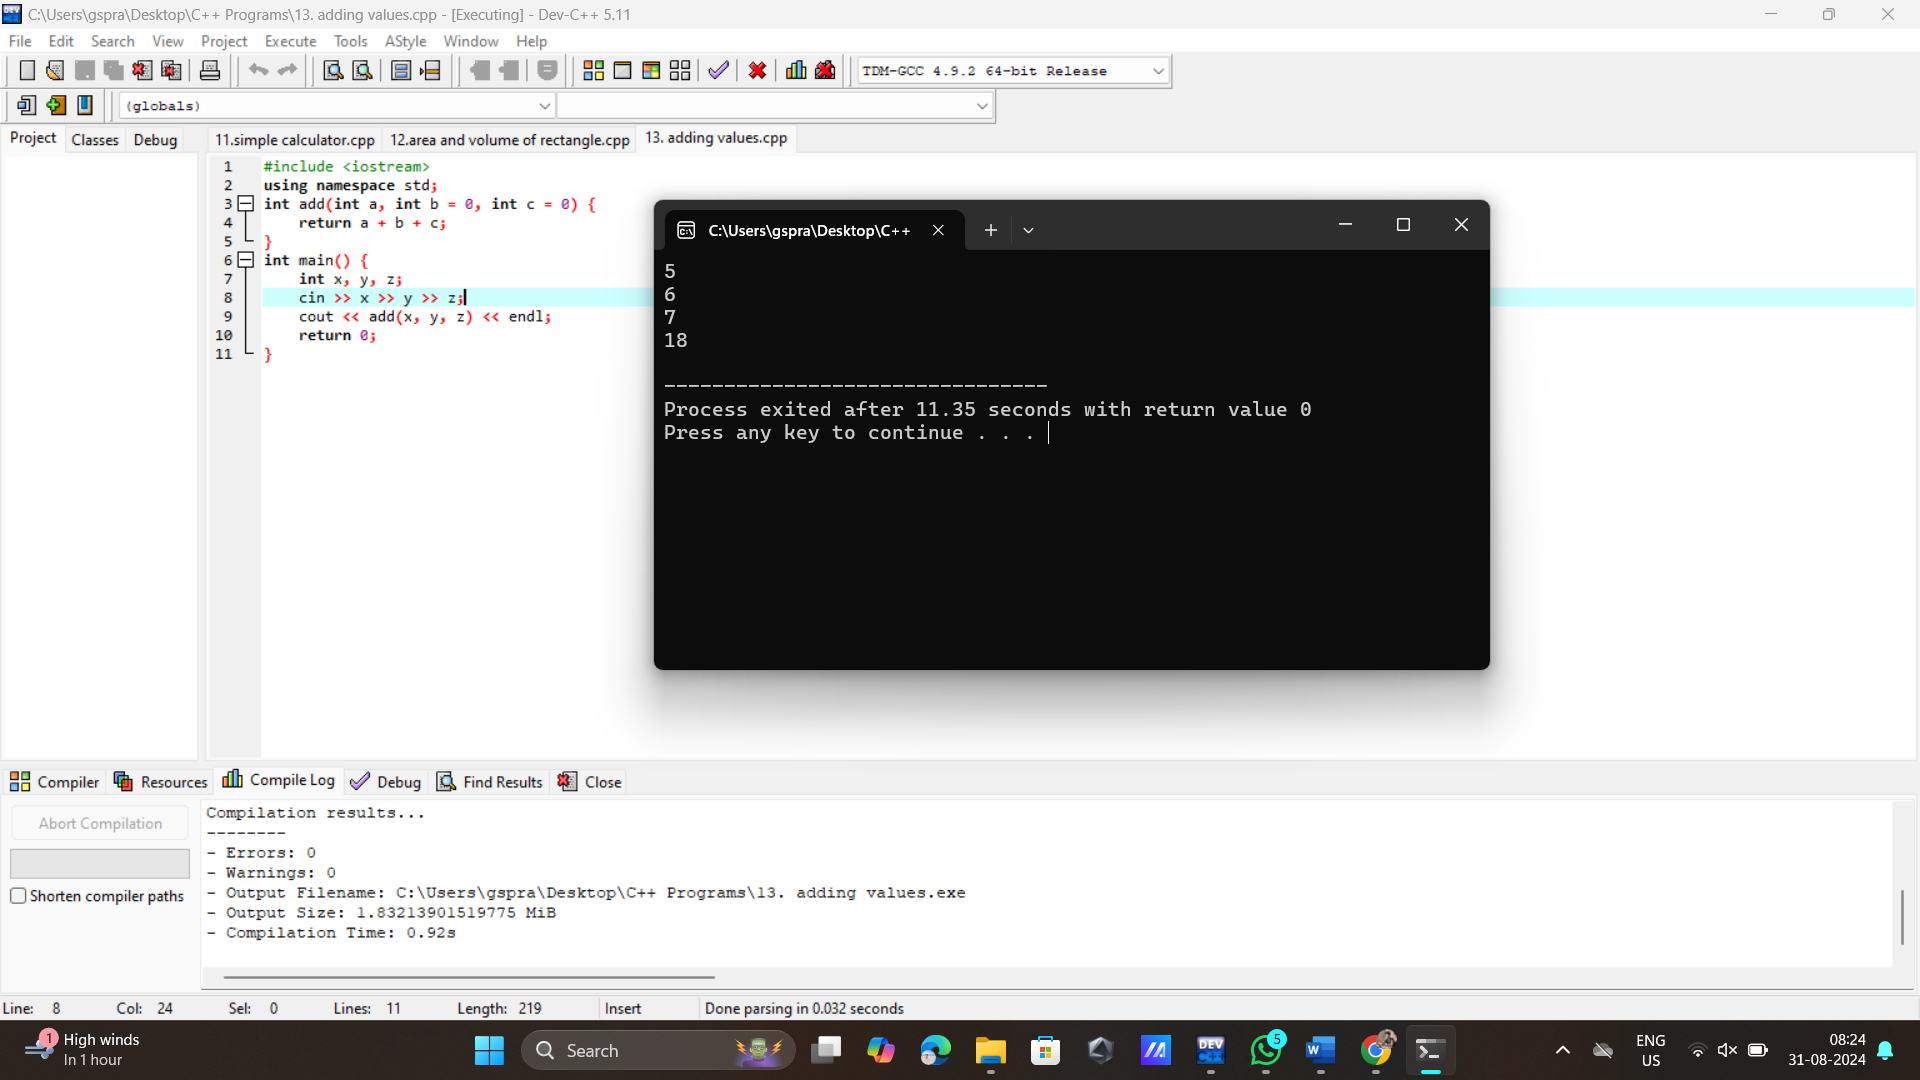 C:\Users\gspra\Desktop\C++ Programs\13. adding values.cpp - [Executing] - Dev-C++ 5.11
File Edit Search View Project Execute Tools AStyle Window Help
TDM-GCC 4.9.2 64-bit Release
(globals)
Project Classes Debug
11.simple calculator.cpp 12.area and volume of rectangle.cpp 13. adding values.cpp
1 #include <iostream>
2 using namespace std;
3 int add(int a, int b = 0, int c = 0) {
4 return a + b + c;
5 }
6 int main() {
7 int x, y, z;
8 cin >> x >> y >> z;
9 cout << add(x, y, z) << endl;
10 return 0;
11 }
C:\Users\gspra\Desktop\C++
5
6
7
18
--------------------------------
Process exited after 11.35 seconds with return value 0
Press any key to continue . . .
Compiler Resources Compile Log Debug Find Results Close
Abort Compilation
Shorten compiler paths
Compilation results...
--------
- Errors: 0
- Warnings: 0
- Output Filename: C:\Users\gspra\Desktop\C++ Programs\13. adding values.exe
- Output Size: 1.83213901519775 MiB
- Compilation Time: 0.92s
Line: 8 Col: 24 Sel: 0 Lines: 11 Length: 219 Insert Done parsing in 0.032 seconds
1
High winds
In 1 hour
Search
DEV
C++
5
W
ENG
US
08:24
31-08-2024